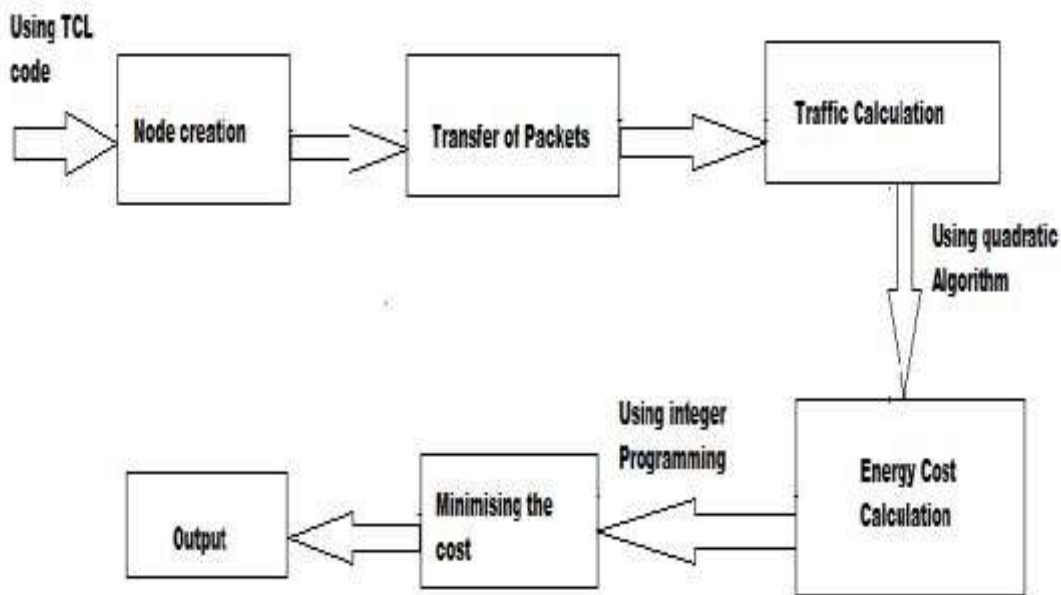 Using TCL
code
Node creation
Transfer of Packets
Traffic Calculation
Using quadratic
Algorithm
Energy Cost
Calculation
Using integer
Programming
Minimising the
cost
Output